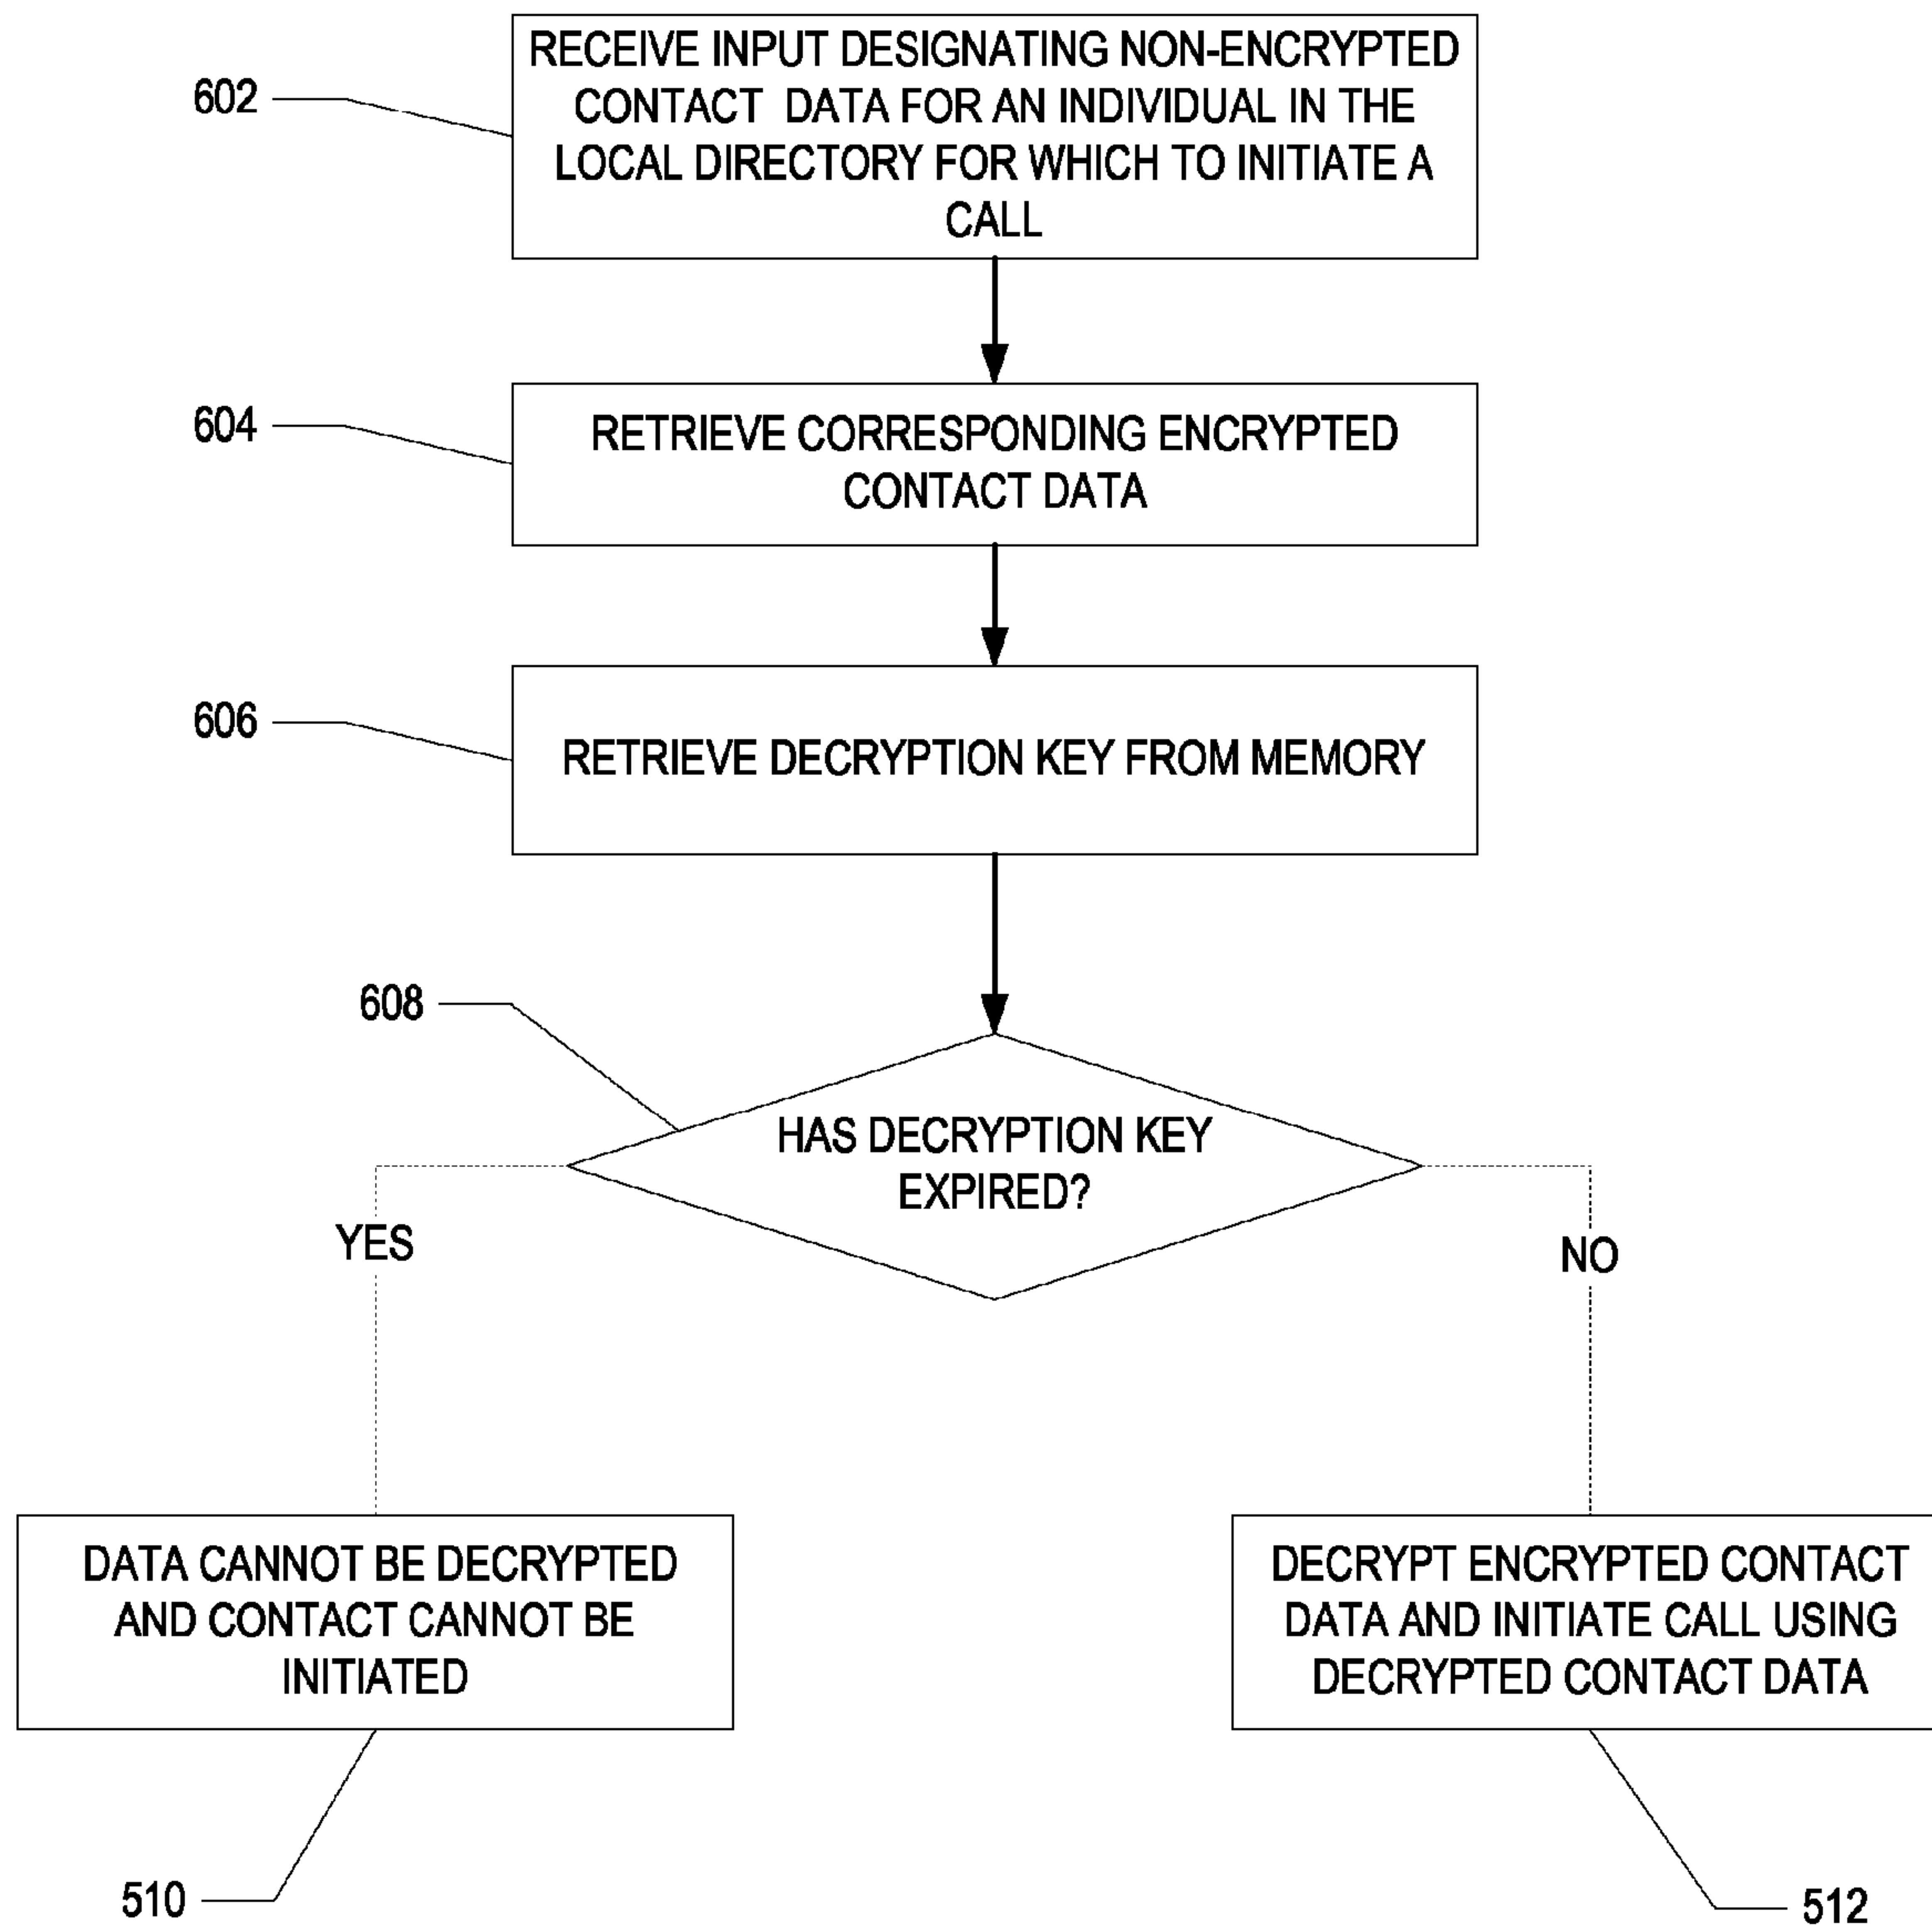 602
RECEIVE INPUT DESIGNATING NON-ENCRYPTED
CONTACT DATA FOR AN INDIVIDUAL IN THE
LOCAL DIRECTORY FOR WHICH TO INITIATE A
CALL
604
RETRIEVE CORRESPONDING ENCRYPTED
CONTACT DATA
606
RETRIEVE DECRYPTION KEY FROM MEMORY
608
HAS DECRYPTION KEY
EXPIRED?
YES
NO
DATA CANNOT BE DECRYPTED
AND CONTACT CANNOT BE
INITIATED
DECRYPT ENCRYPTED CONTACT
DATA AND INITIATE CALL USING
DECRYPTED CONTACT DATA
510
512